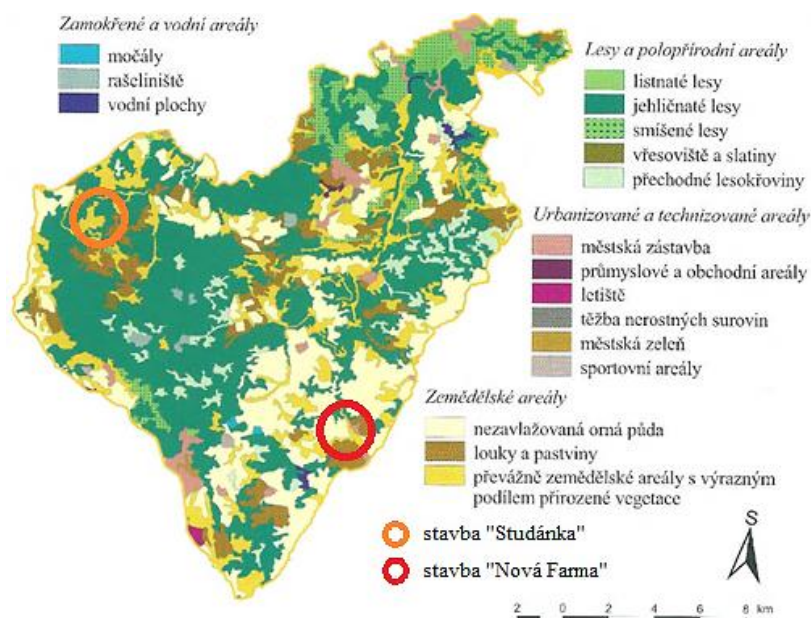 Zamokřené a vodní areály
močály
rašeliniště
vodní plochy
Lesy a polopřírodní areály
listnaté lesy
jehličnaté lesy
smíšené lesy
vřesoviště a slatiny
přechodné lesokřoviny
Urbanizované a technizované areály
městská zástavba
průmyslové a obchodní areály
letiště
těžba nerostných surovin
městská zeleň
sportovní areály
Zemědělské areály
nezavlažovaná orná půda
louky a pastviny
převážně zemědělské areály s výrazným
podílem přirozené vegetace
stavba "Studánka"
stavba "Nová Farma"
S
2 0 2 4 6 8 km